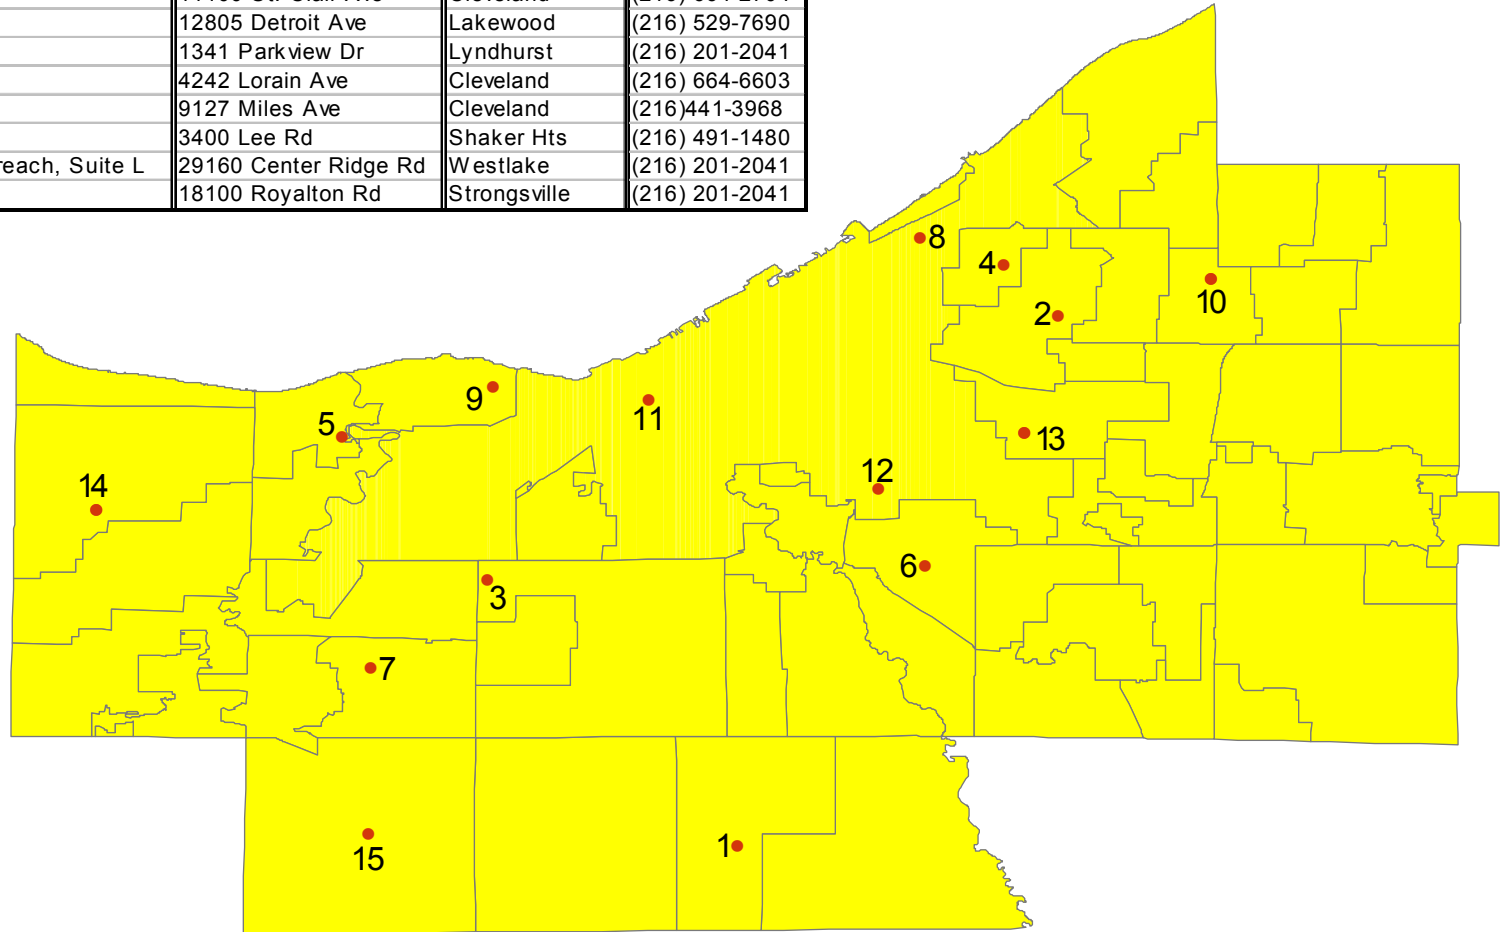 12805 Detroit Ave Lakewood (216) 529-7690
1341 Parkview Dr Lyndhurst (216) 201-2041
4242 Lorain Ave Cleveland (216) 664-6603
9127 Miles Ave Cleveland (216)441-3968
3400 Lee Rd Shaker Hts (216) 491-1480
reach, Suite L 29160 Center Ridge Rd Westlake (216) 201-2041
18100 Royalton Rd Strongsville (216) 201-2041
8
4
10
2
9
11
5
13
12
14
6
3
7
1
15